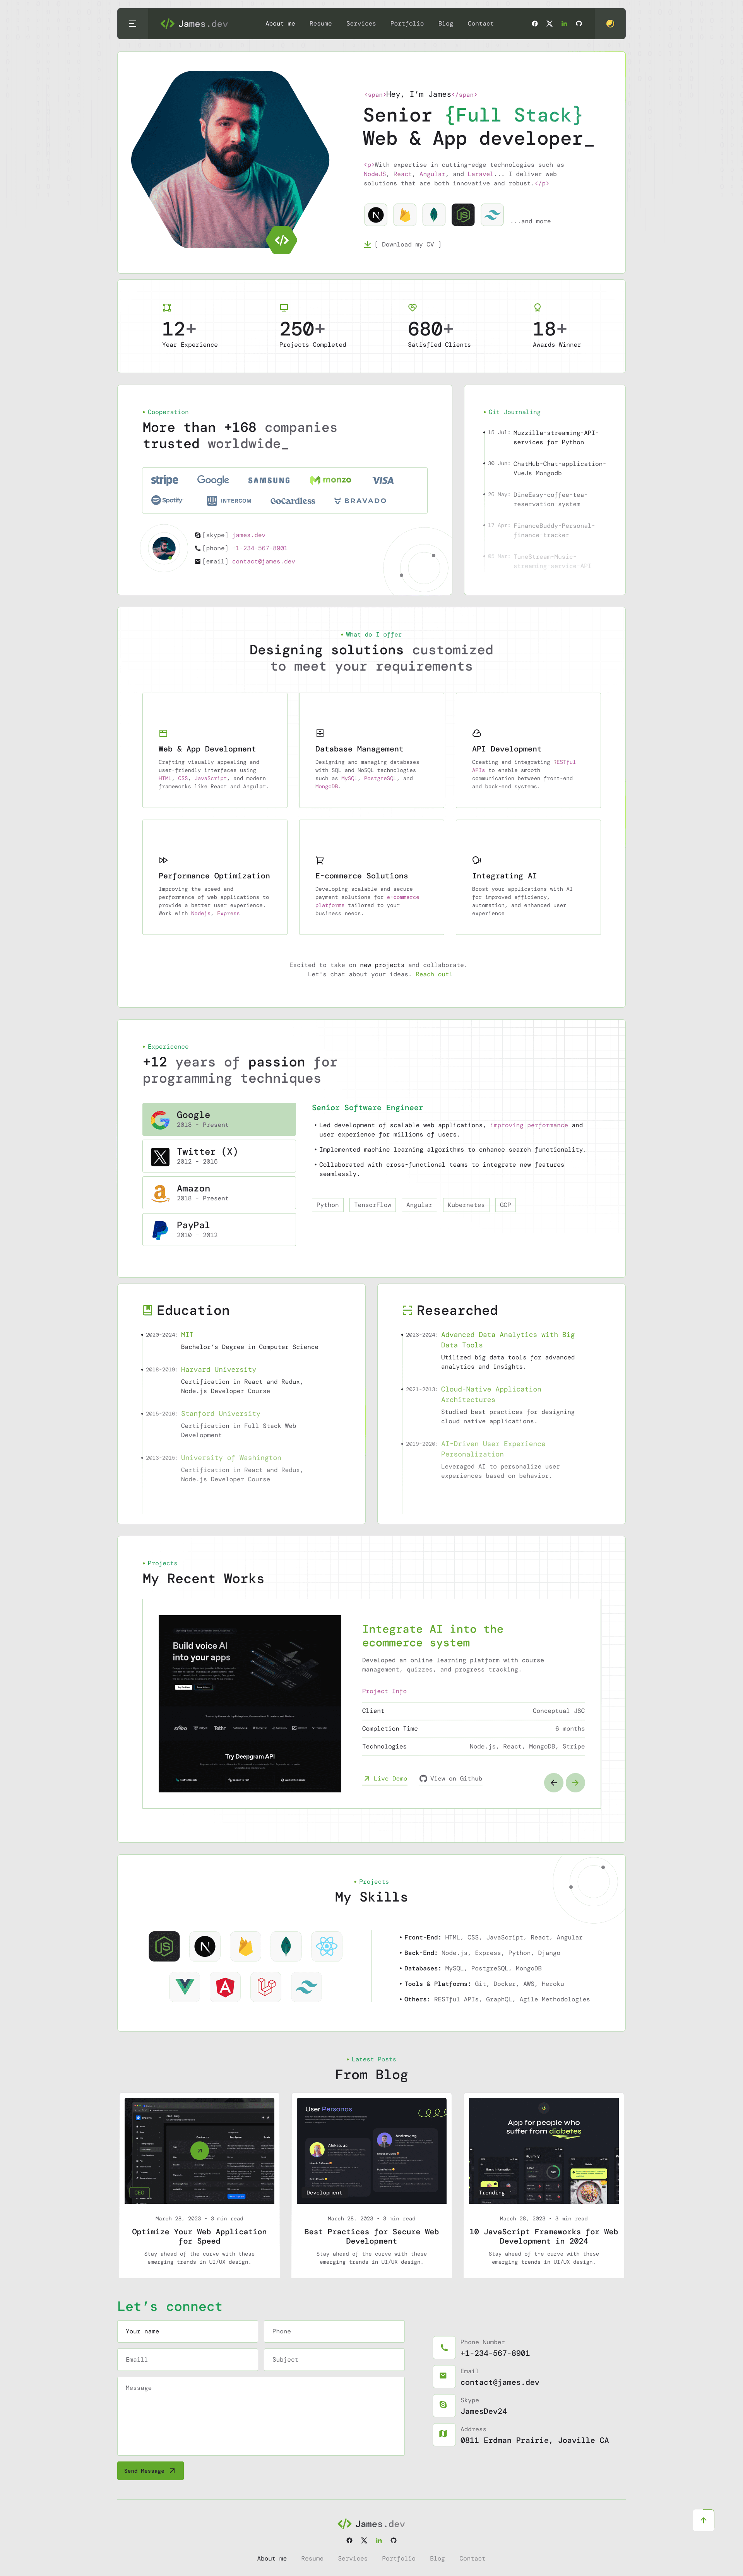 James.dev
About me Resume Services Portfolio Blog Contact
<span>Hey, I'm James</span>
Senior {Full Stack}
Web & App developer_
<p>With expertise in cutting-edge technologies such as
NodeJS, React, Angular, and Laravel... I deliver web
solutions that are both innovative and robust.</p>
...and more
[ Download my CV ]
12+
Year Experience
250+
Projects Completed
680+
Satisfied Clients
18+
Awards Winner
Cooperation
More than +168 companies
trusted worldwide_
stripe Google SAMSUNG monzo VISA
Spotify INTERCOM GoCardless BRAVADO
[skype] james.dev
[phone] +1-234-567-8901
[email] contact@james.dev
Git Journaling
15 Jul: Muzzilla-streaming-API-
services-for-Python
30 Jun: ChatHub-Chat-application-
VueJs-Mongodb
26 May: DineEasy-coffee-tea-
reservation-system
17 Apr: FinanceBuddy-Personal-
finance-tracker
TuneStream-Music-
streaming-service-API
What do I offer
Designing solutions customized
to meet your requirements
Web & App Development
Crafting visually appealing and
user-friendly interfaces using
HTML, CSS, JavaScript, and modern
frameworks like React and Angular.
Database Management
Designing and managing databases
with SQL and NoSQL technologies
such as MySQL, PostgreSQL, and
MongoDB.
API Development
Creating and integrating RESTful
APIs to enable smooth
communication between front-end
and back-end systems.
Performance Optimization
Improving the speed and
performance of web applications to
provide a better user experience.
Work with Nodejs, Express
E-commerce Solutions
Developing scalable and secure
payment solutions for e-commerce
platforms tailored to your
business needs.
Integrating AI
Boost your applications with AI
for improved efficiency,
automation, and enhanced user
experience
Excited to take on new projects and collaborate.
Let's chat about your ideas. Reach out!
Expericence
+12 years of passion for
programming techniques
Google
2018 - Present
Twitter (X)
2012 - 2015
Amazon
2018 - Present
PayPal
2010 - 2012
Senior Software Engineer
Led development of scalable web applications, improving performance and
user experience for millions of users.
Implemented machine learning algorithms to enhance search functionality.
Collaborated with cross-functional teams to integrate new features
seamlessly.
Python TensorFlow Angular Kubernetes GCP
Education
2020-2024: MIT
Bachelor's Degree in Computer Science
2018-2019: Harvard University
Certification in React and Redux,
Node.js Developer Course
2015-2016: Stanford University
Certification in Full Stack Web
Development
2013-2015: University of Washington
Certification in React and Redux,
Node.js Developer Course
Researched
2023-2024: Advanced Data Analytics with Big
Data Tools
Utilized big data tools for advanced
analytics and insights.
2021-2013: Cloud-Native Application
Architectures
Studied best practices for designing
cloud-native applications.
2019-2020: AI-Driven User Experience
Personalization
Leveraged AI to personalize user
experiences based on behavior.
Projects
My Recent Works
Build voice AI
into your apps
Try Deepgram API
Integrate AI into the
ecommerce system
Developed an online learning platform with course
management, quizes, and progress tracking.
Project Info
Client Conceptual JSC
Completion Time 6 months
Technologies Node.js, React, MongoDB, Stripe
Live Demo View on Github
Projects
My Skills
Front-End: HTML, CSS, JavaScript, React, Angular
Back-End: Node.js, Express, Python, Django
Databases: MySQL, PostgreSQL, MongoDB
Tools & Platforms: Git, Docker, AWS, Heroku
Others: RESTful APIs, GraphQL, Agile Methodologies
Latest Posts
From Blog
CEO
March 28, 2023 • 3 min read
Optimize Your Web Application
for Speed
Stay ahead of the curve with these
emerging trends in UI/UX design.
User Personas
Development
March 28, 2023 • 3 min read
Best Practices for Secure Web
Development
Stay ahead of the curve with these
emerging trends in UI/UX design.
App for people who
suffer from diabetes
Trending
March 28, 2023 • 3 min read
10 JavaScript Frameworks for Web
Development in 2024
Stay ahead of the curve with these
emerging trends in UI/UX design.
Let's connect
Your name Phone
Emaill Subject
Message
Send Message
Phone Number
+1-234-567-8901
Email
contact@james.dev
Skype
JamesDev24
Address
0811 Erdman Prairie, Joaville CA
James.dev
About me Resume Services Portfolio Blog Contact